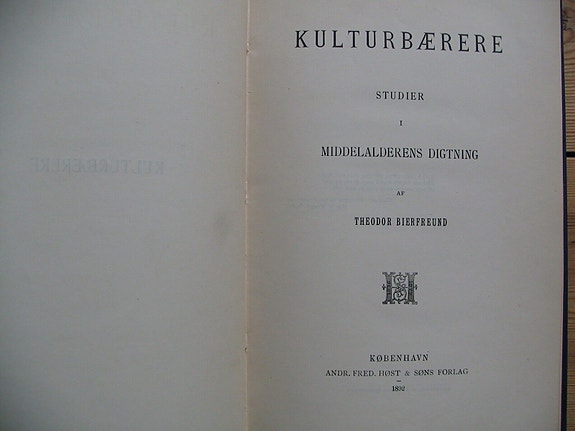 KULTURBÆRERE
STUDIER
I
MIDDELALDERENS DIGTNING
AF
THEODOR BIERFREUND
KØBENHAVN
ANDR. FRED. HØST & SØNS FORLAG
1892